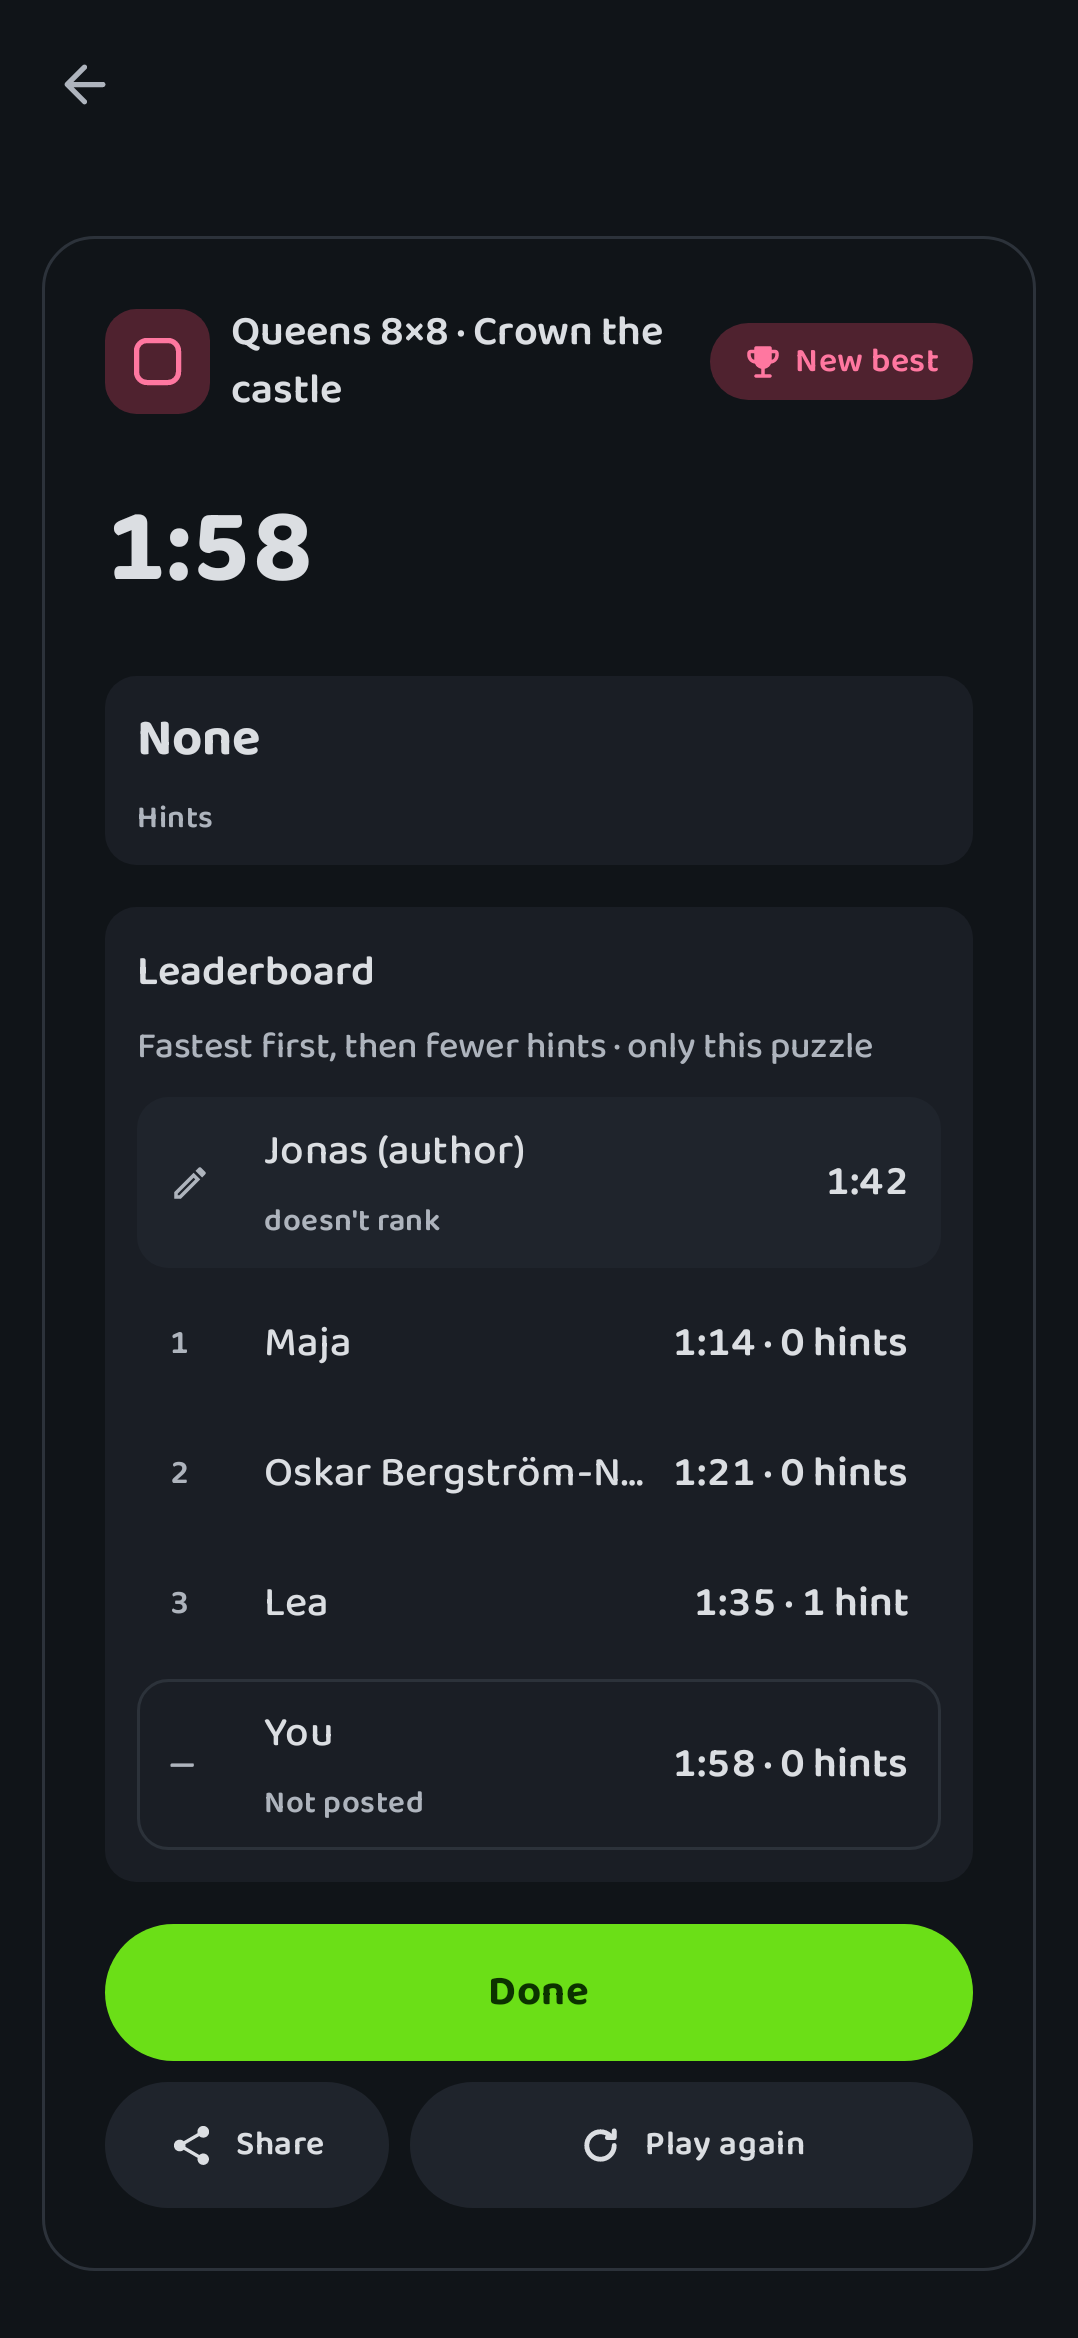 Queens 8×8 · Crown the
castle
New best
1:58
None
Hints
Leaderboard
Fastest first, then fewer hints · only this puzzle
Jonas (author)
doesn't rank
1:42
1 Maja 1:14 · 0 hints
2 Oskar Bergström-N... 1:21 · 0 hints
3 Lea 1:35 · 1 hint
– You 1:58 · 0 hints
Not posted
Done
Share
Play again